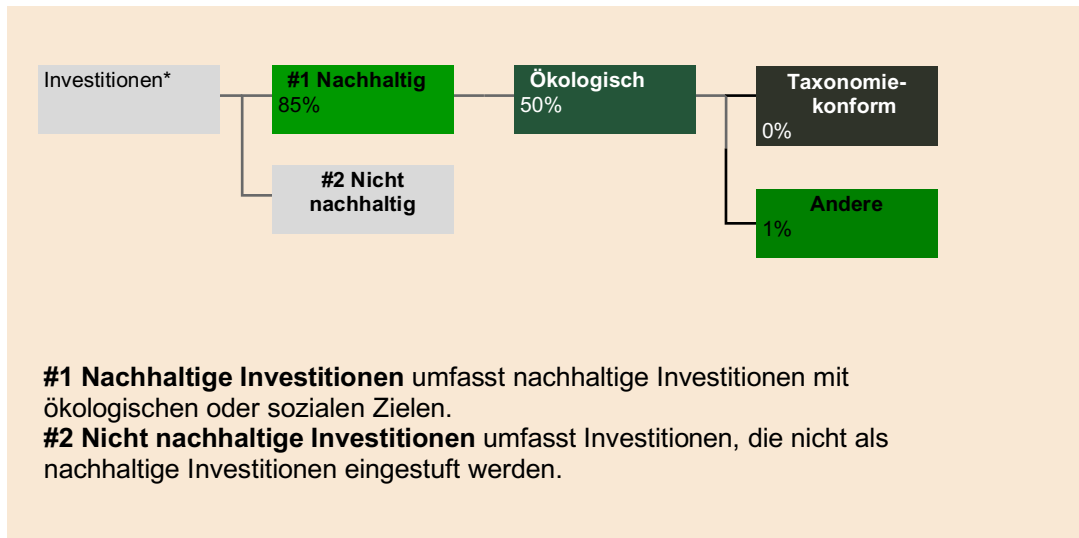 Investitionen*
#1 Nachhaltig
85%
Ökologisch
50%
Taxonomie-
konform
0%
#2 Nicht
nachhaltig
Andere
1%
#1 Nachhaltige Investitionen umfasst nachhaltige Investitionen mit
ökologischen oder sozialen Zielen.
#2 Nicht nachhaltige Investitionen umfasst Investitionen, die nicht als
nachhaltige Investitionen eingestuft werden.